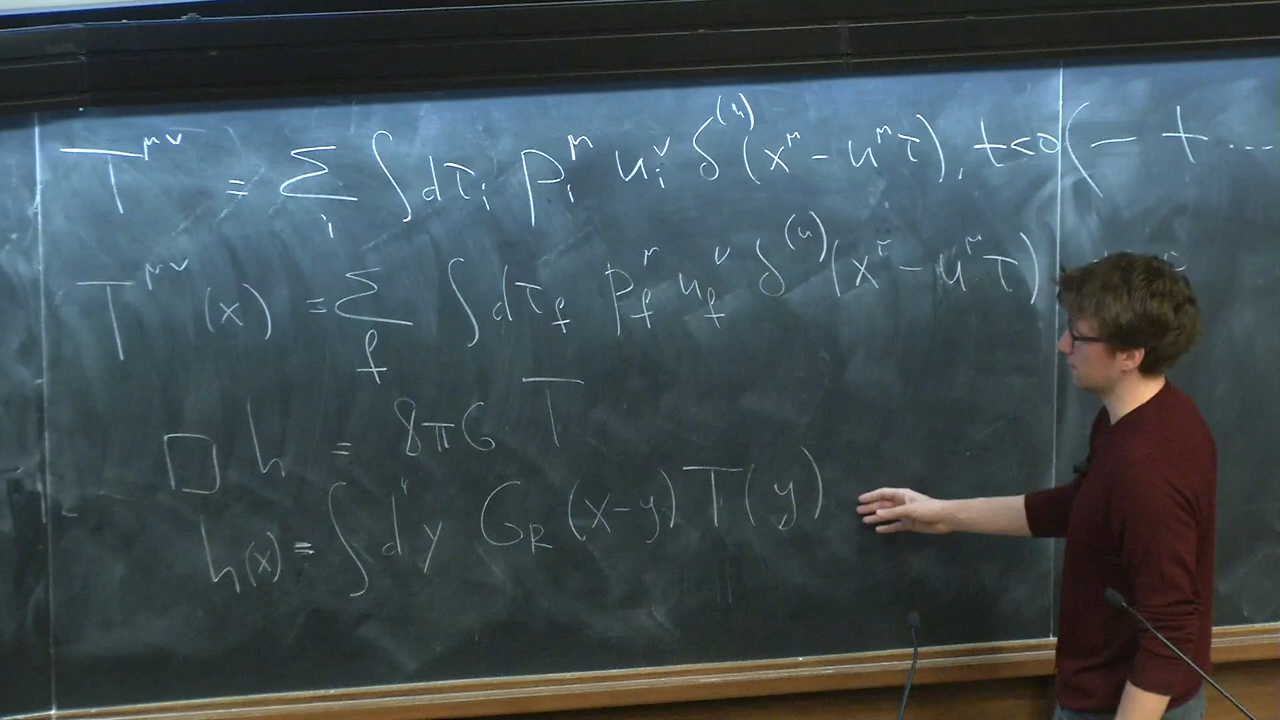 T^{μν} = Σ_i ∫dτ_i p_i^μ u_i^ν δ^{(4)}(x^μ - u^μ τ), t<0 (- t ...
T^{μν}(x) = Σ_f ∫dτ_f p_f^μ u_f^ν δ^{(4)}(x^μ - u^μ τ)
□ h = 8πG T
h(x) = ∫d^4y G_R(x-y) T(y)